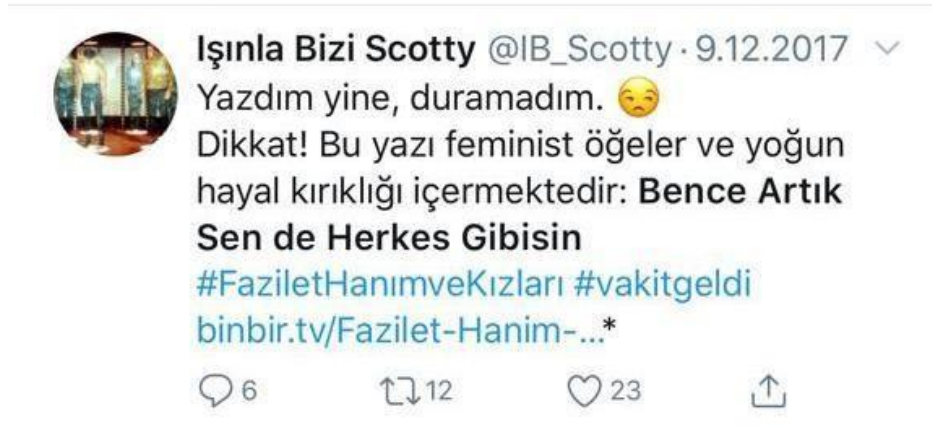 Işınla Bizi Scotty @IB_Scotty · 9.12.2017
Yazdım yine, duramadım. 😒
Dikkat! Bu yazı feminist öğeler ve yoğun
hayal kırıklığı içermektedir: Bence Artık
Sen de Herkes Gibisin
#FaziletHanımveKızları #vakitgeldi
binbir.tv/Fazilet-Hanim-...*
6 12 23